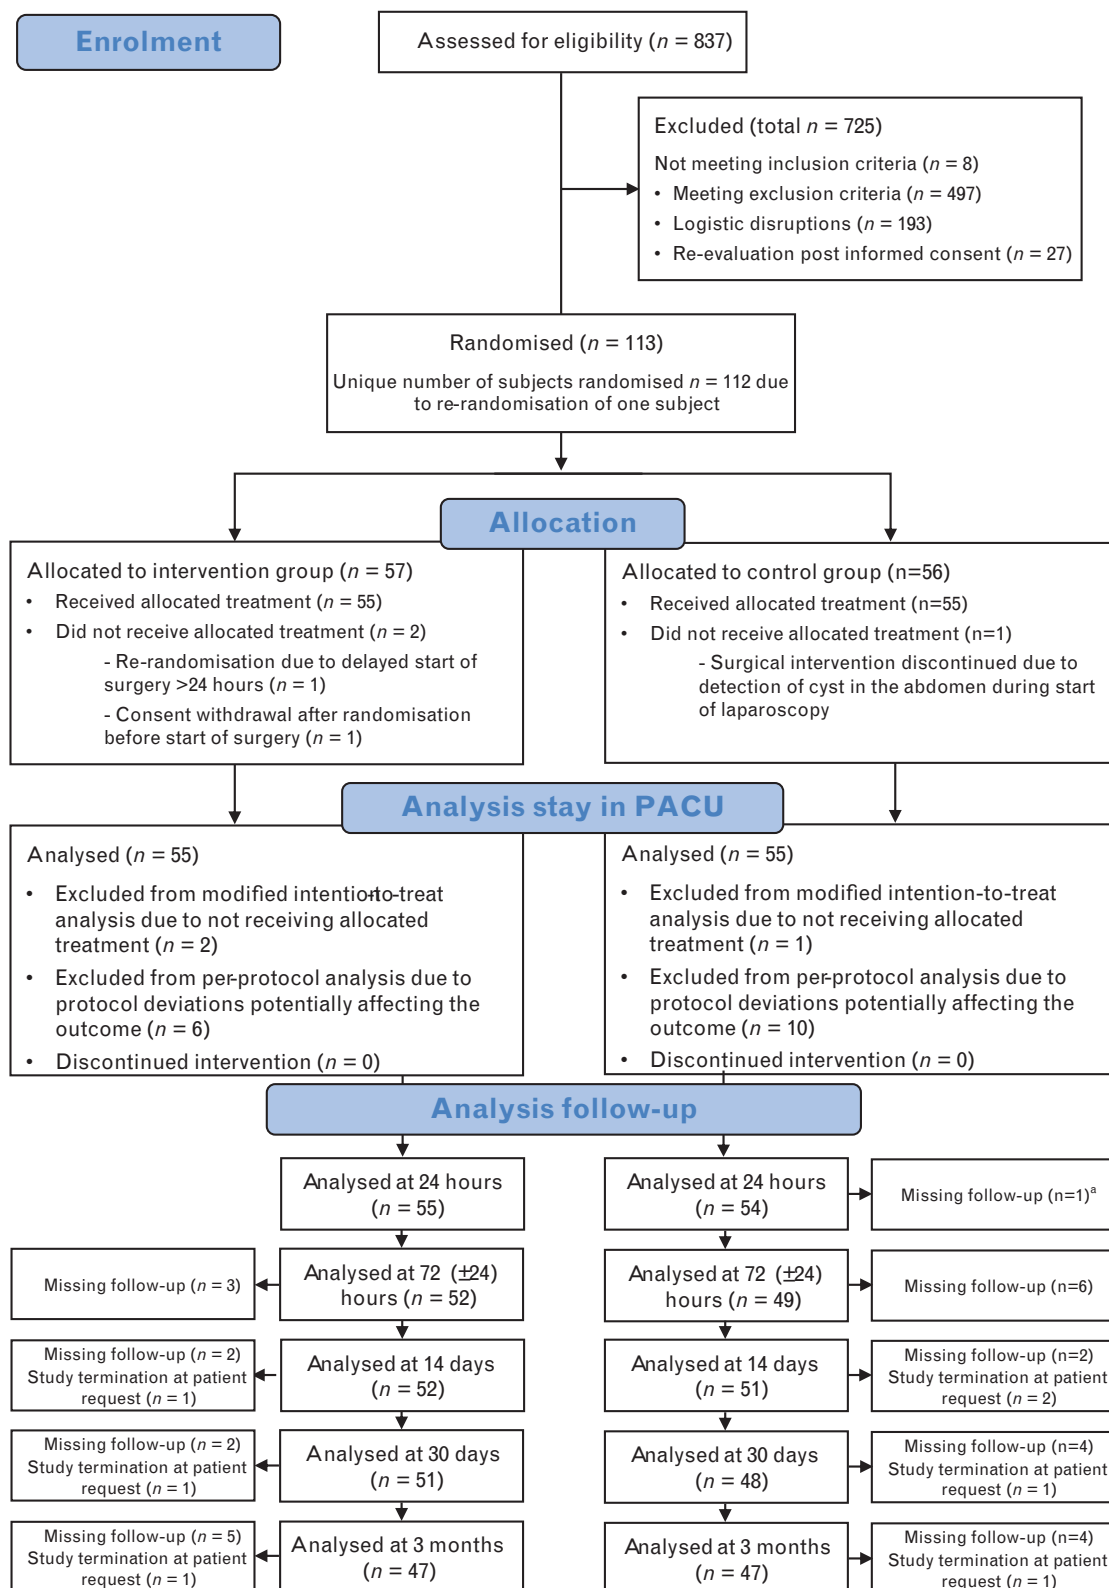 Enrolment
Assessed for eligibility (n = 837)
Excluded (total n = 725)
Not meeting inclusion criteria (n = 8)
• Meeting exclusion criteria (n = 497)
• Logistic disruptions (n = 193)
• Re-evaluation post informed consent (n = 27)
Randomised (n = 113)
Unique number of subjects randomised n = 112 due
to re-randomisation of one subject
Allocation
Allocated to intervention group (n = 57)
• Received allocated treatment (n = 55)
• Did not receive allocated treatment (n = 2)
- Re-randomisation due to delayed start of
surgery >24 hours (n = 1)
- Consent withdrawal after randomisation
before start of surgery (n = 1)
Allocated to control group (n=56)
• Received allocated treatment (n=55)
• Did not receive allocated treatment (n=1)
- Surgical intervention discontinued due to
detection of cyst in the abdomen during start
of laparoscopy
Analysis stay in PACU
Analysed (n = 55)
• Excluded from modified intention-to-treat
analysis due to not receiving allocated
treatment (n = 2)
• Excluded from per-protocol analysis due to
protocol deviations potentially affecting the
outcome (n = 6)
• Discontinued intervention (n = 0)
Analysed (n = 55)
• Excluded from modified intention-to-treat
analysis due to not receiving allocated
treatment (n = 1)
• Excluded from per-protocol analysis due to
protocol deviations potentially affecting the
outcome (n = 10)
• Discontinued intervention (n = 0)
Analysis follow-up
Analysed at 24 hours
(n = 55)
Analysed at 24 hours
(n = 54)
Missing follow-up (n=1)a
Missing follow-up (n = 3)
Analysed at 72 (±24)
hours (n = 52)
Analysed at 72 (±24)
hours (n = 49)
Missing follow-up (n=6)
Missing follow-up (n = 2)
Study termination at patient
request (n = 1)
Analysed at 14 days
(n = 52)
Analysed at 14 days
(n = 51)
Missing follow-up (n=2)
Study termination at patient
request (n = 2)
Missing follow-up (n = 2)
Study termination at patient
request (n = 1)
Analysed at 30 days
(n = 51)
Analysed at 30 days
(n = 48)
Missing follow-up (n=4)
Study termination at patient
request (n = 1)
Missing follow-up (n = 5)
Study termination at patient
request (n = 1)
Analysed at 3 months
(n = 47)
Analysed at 3 months
(n = 47)
Missing follow-up (n=4)
Study termination at patient
request (n = 1)